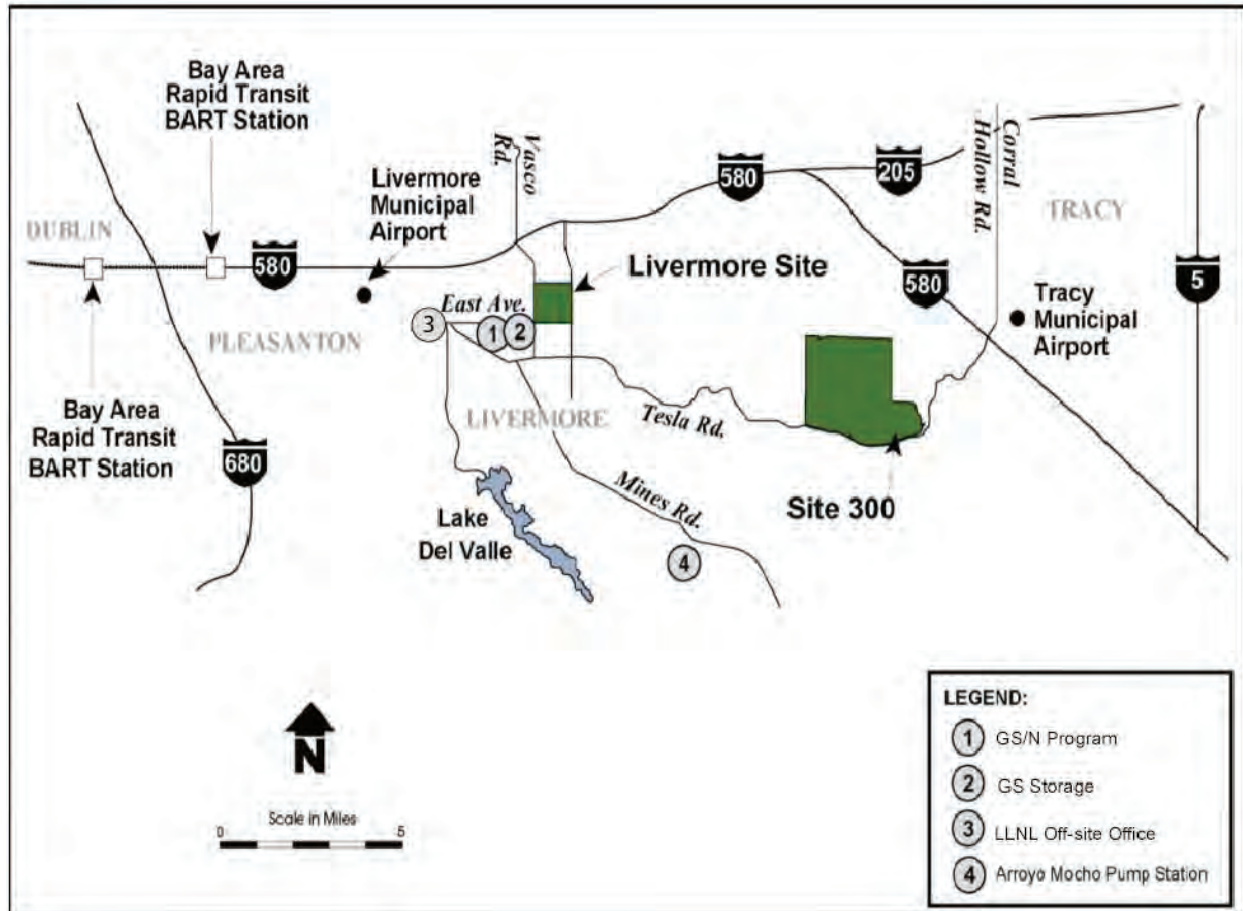 Bay Area
Rapid Transit
BART Station
Vasco
Rd.
Livermore
Municipal
Airport
DUBLIN
580
580
205
Corral
Hollow Rd.
TRACY
5
Livermore Site
580
Tracy
Municipal
Airport
East Ave.
3
1
2
PLEASANTON
Bay Area
Rapid Transit
BART Station
680
LIVERMORE
Tesla Rd.
Mines Rd.
Site 300
Lake
Del Valle
4
N
Scale in Miles
0
5
LEGEND:
1 GS/N Program
2 GS Storage
3 LLNL Off-site Office
4 Arroyo Mocho Pump Station